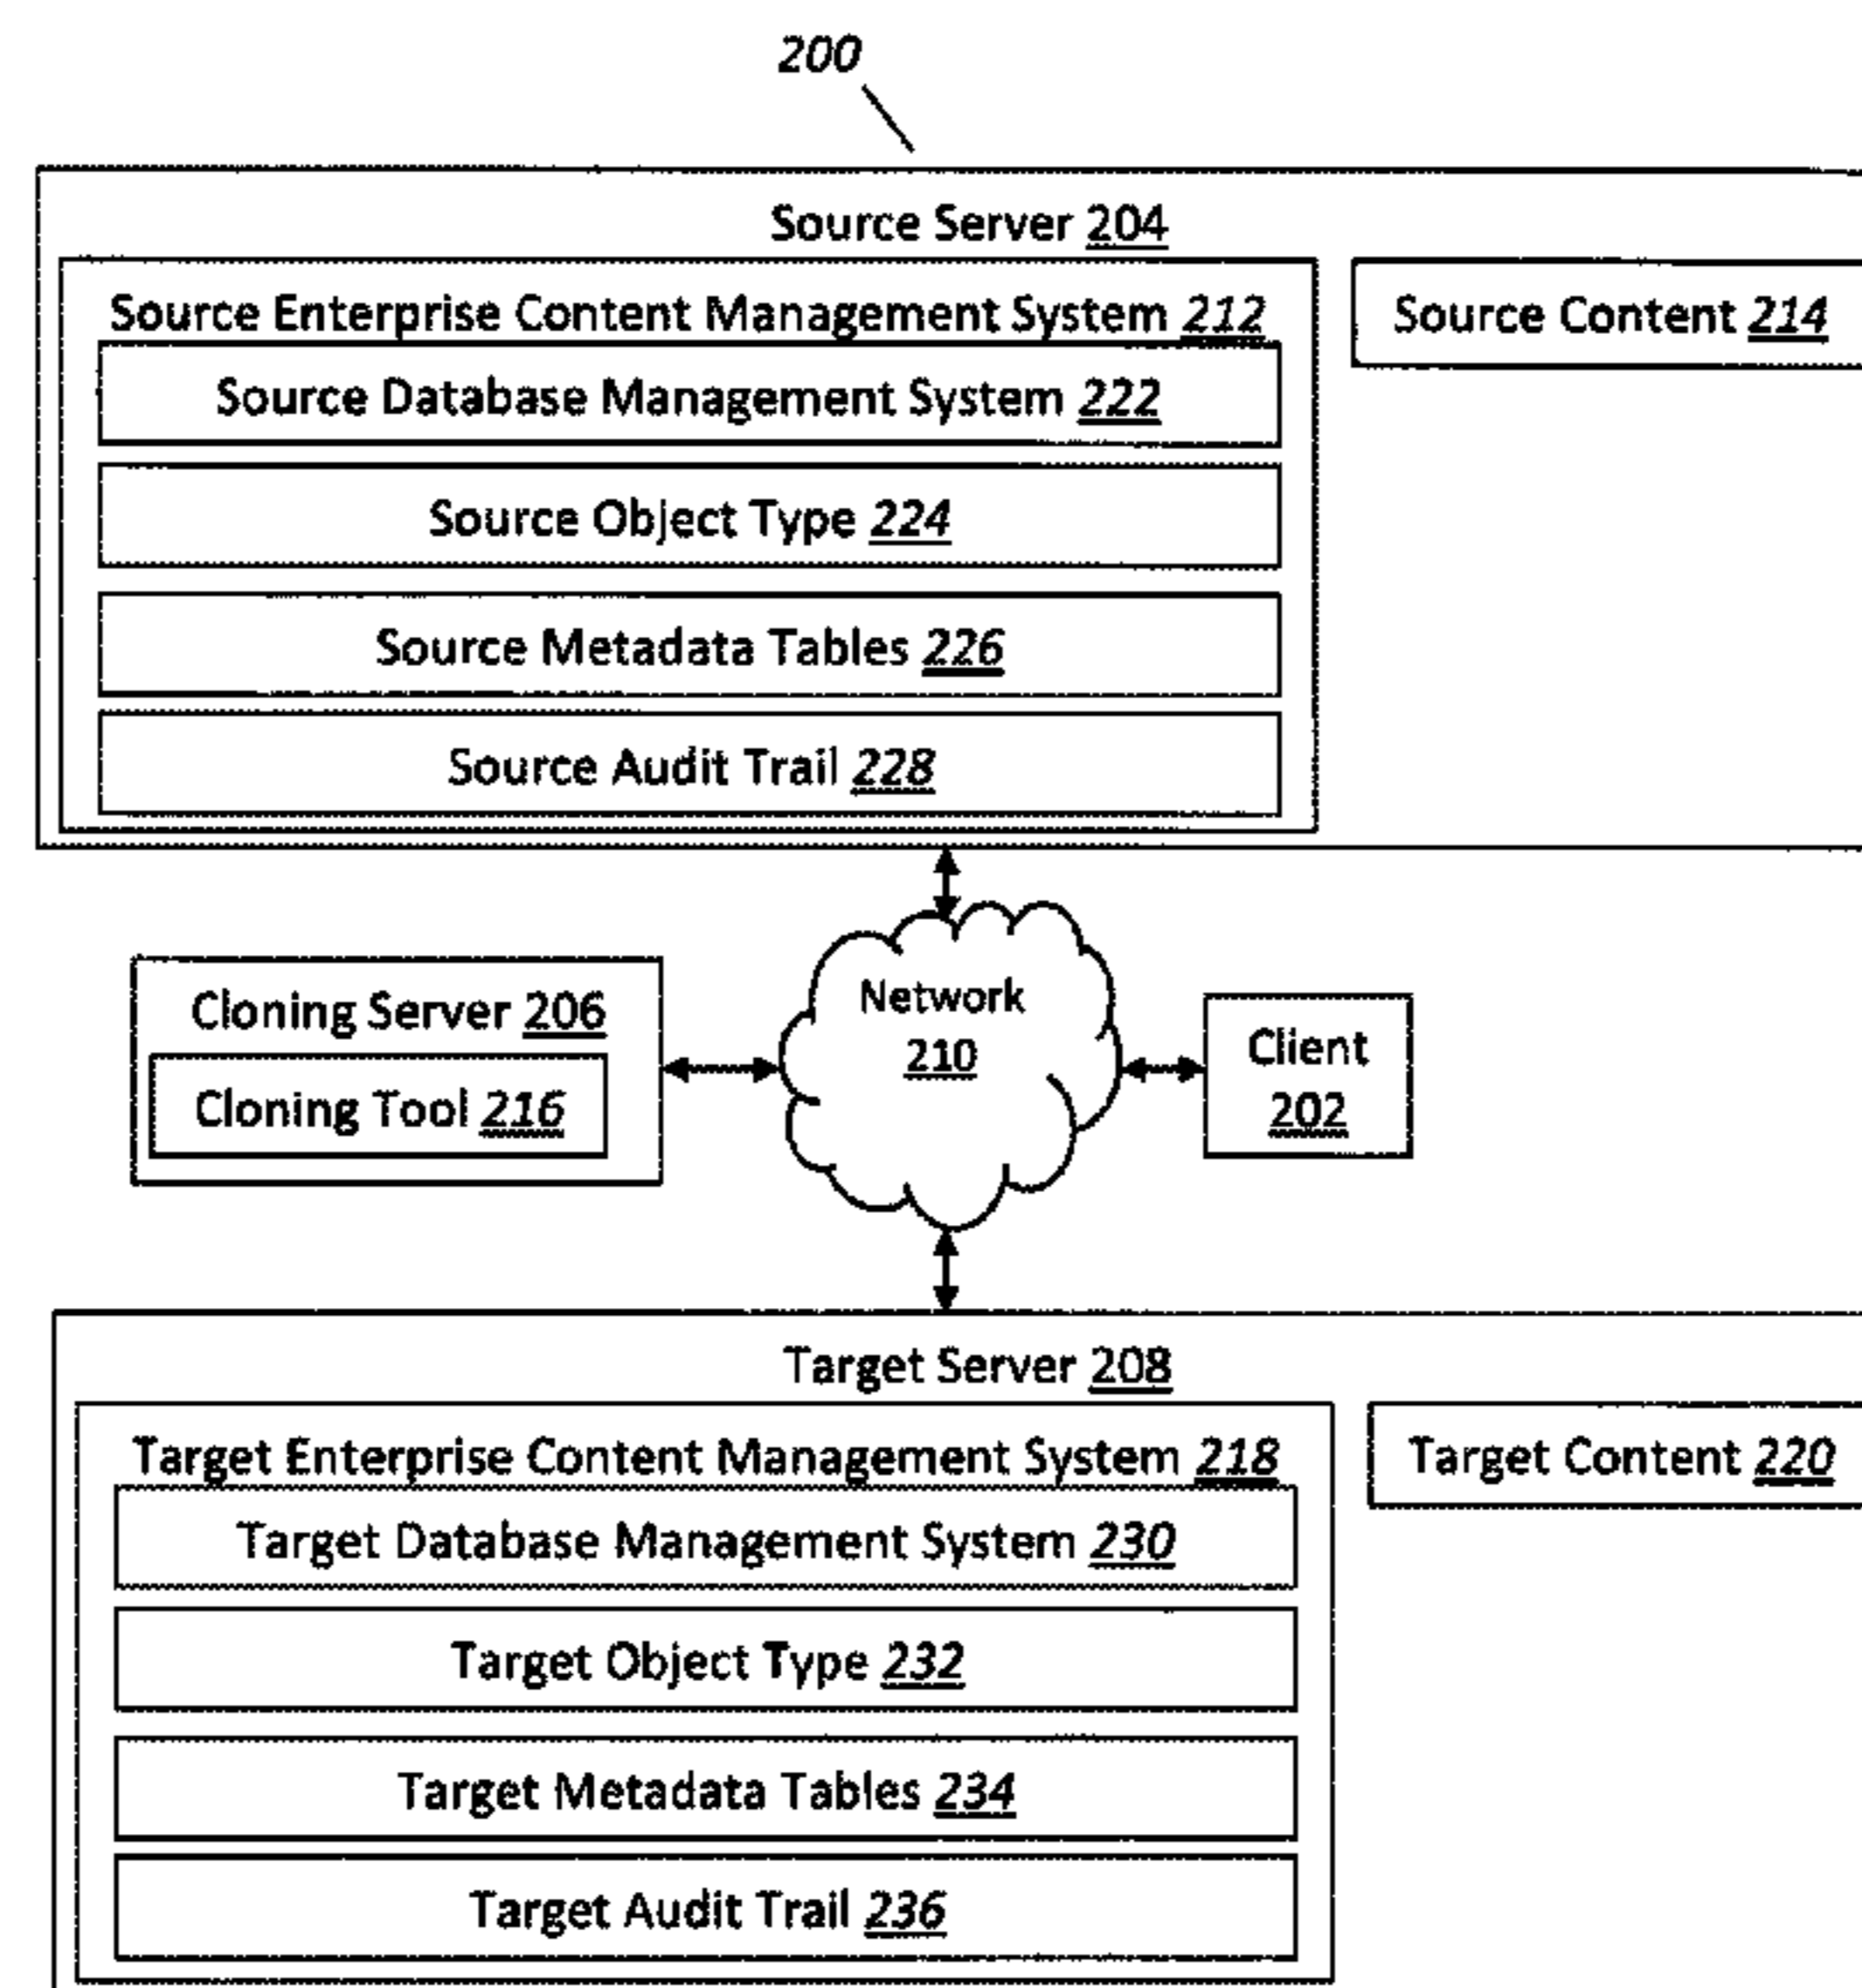 200
Source Server 204
Source Enterprise Content Management System 212
Source Content 214
Source Database Management System 222
Source Object Type 224
Source Metadata Tables 226
Source Audit Trail 228
Cloning Server 206
Cloning Tool 216
Network
210
Client
202
Target Server 208
Target Enterprise Content Management System 218
Target Content 220
Target Database Management System 230
Target Object Type 232
Target Metadata Tables 234
Target Audit Trail 236